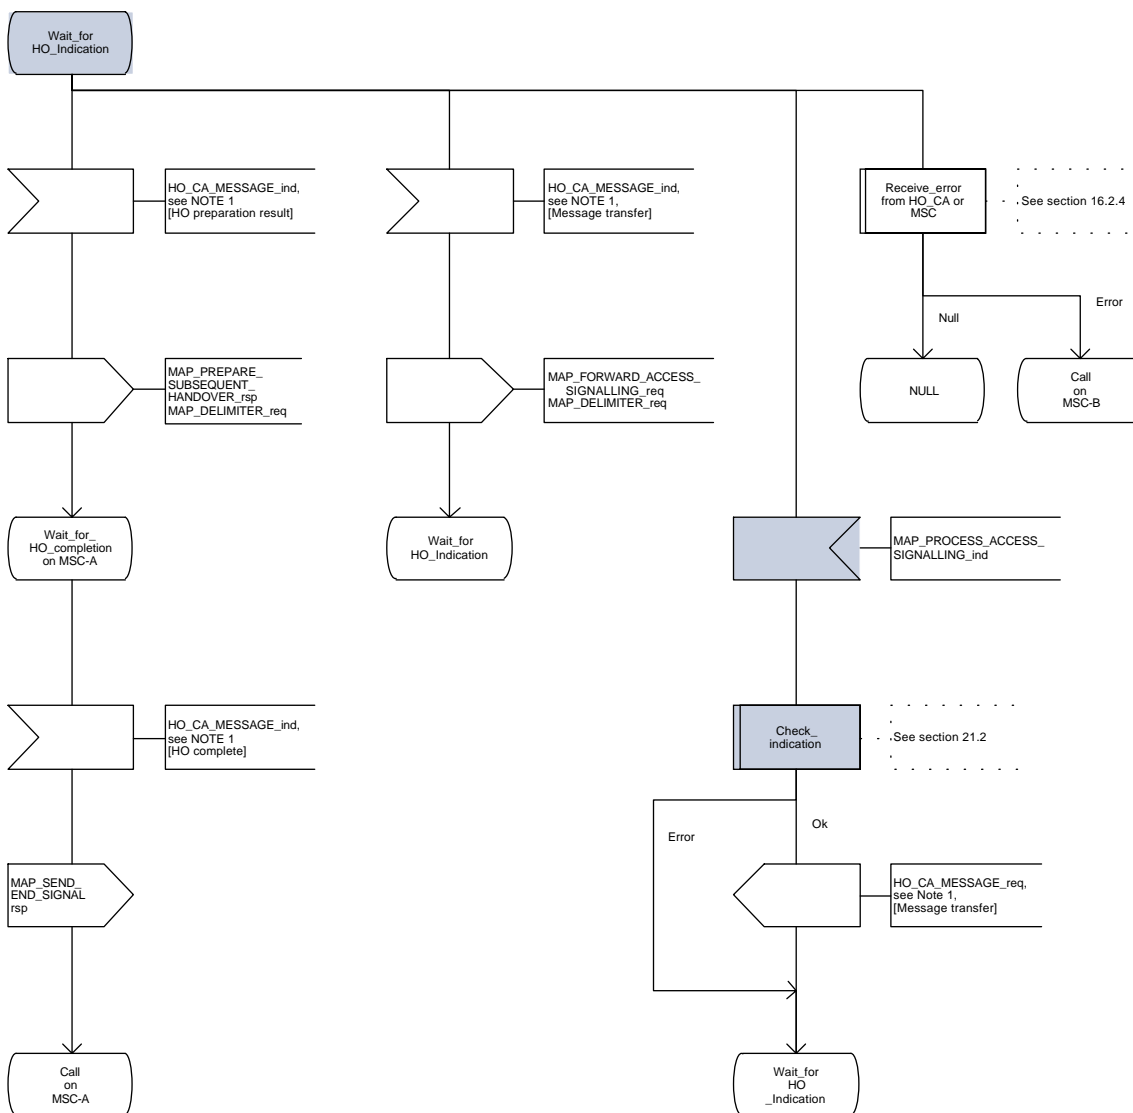 Wait_for
HO_Indication
HO_CA_MESSAGE_ind,
see NOTE 1
[HO preparation result]
HO_CA_MESSAGE_ind,
see NOTE 1,
[Message transfer]
Receive_error
from HO_CA or
MSC
See section 16.2.4
Null
Error
MAP_PREPARE_
SUBSEQUENT_
HANDOVER_rsp
MAP_DELIMITER_req
MAP_FORWARD_ACCESS_
SIGNALLING_req
MAP_DELIMITER_req
NULL
Call
on
MSC-B
Wait_for_
HO_completion
on MSC-A
Wait_for
HO_Indication
MAP_PROCESS_ACCESS_
SIGNALLING_ind
HO_CA_MESSAGE_ind,
see NOTE 1
[HO complete]
Check_
indication
See section 21.2
Error
Ok
MAP_SEND_
END_SIGNAL
rsp
HO_CA_MESSAGE_req,
see Note 1,
[Message transfer]
Call
on
MSC-A
Wait_for
HO
_Indication